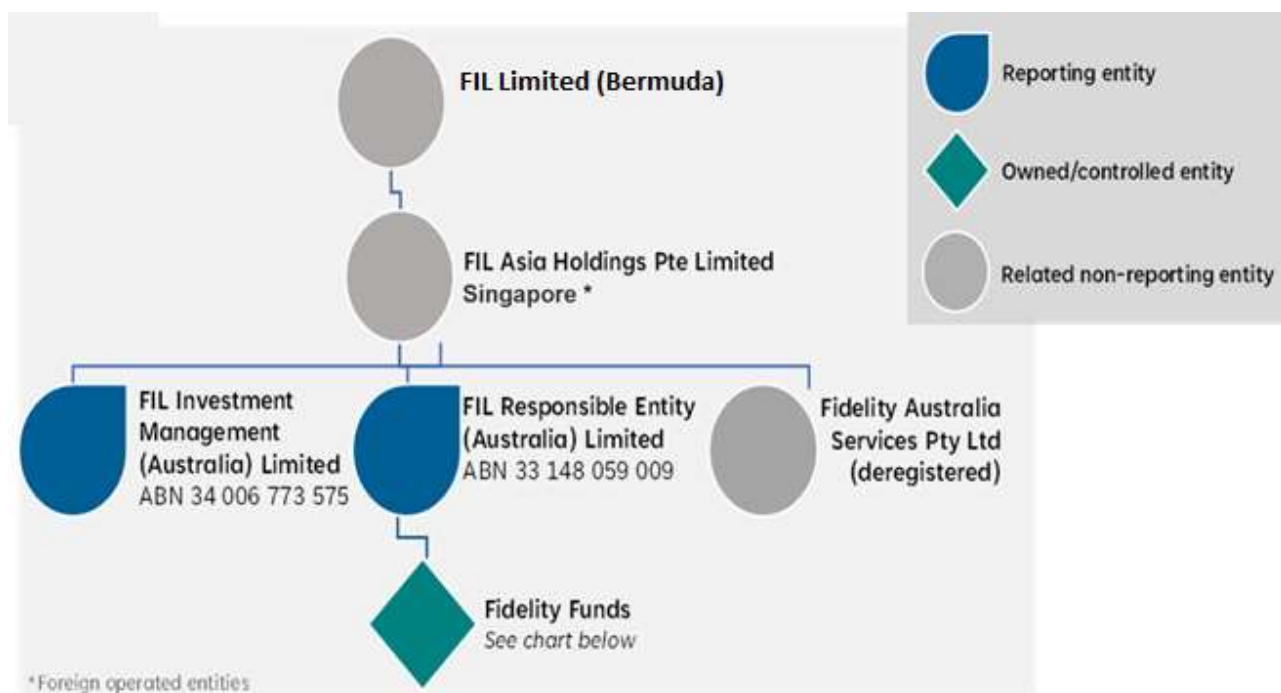 FIL Limited (Bermuda)
Reporting entity
Owned/controlled entity
Related non-reporting entity
FIL Asia Holdings Pte Limited
Singapore *
FIL Investment
Management
(Australia) Limited
ABN 34 006 773 575
FIL Responsible Entity
(Australia) Limited
ABN 33 148 059 009
Fidelity Australia
Services Pty Ltd
(deregistered)
Fidelity Funds
See chart below
*Foreign operated entities